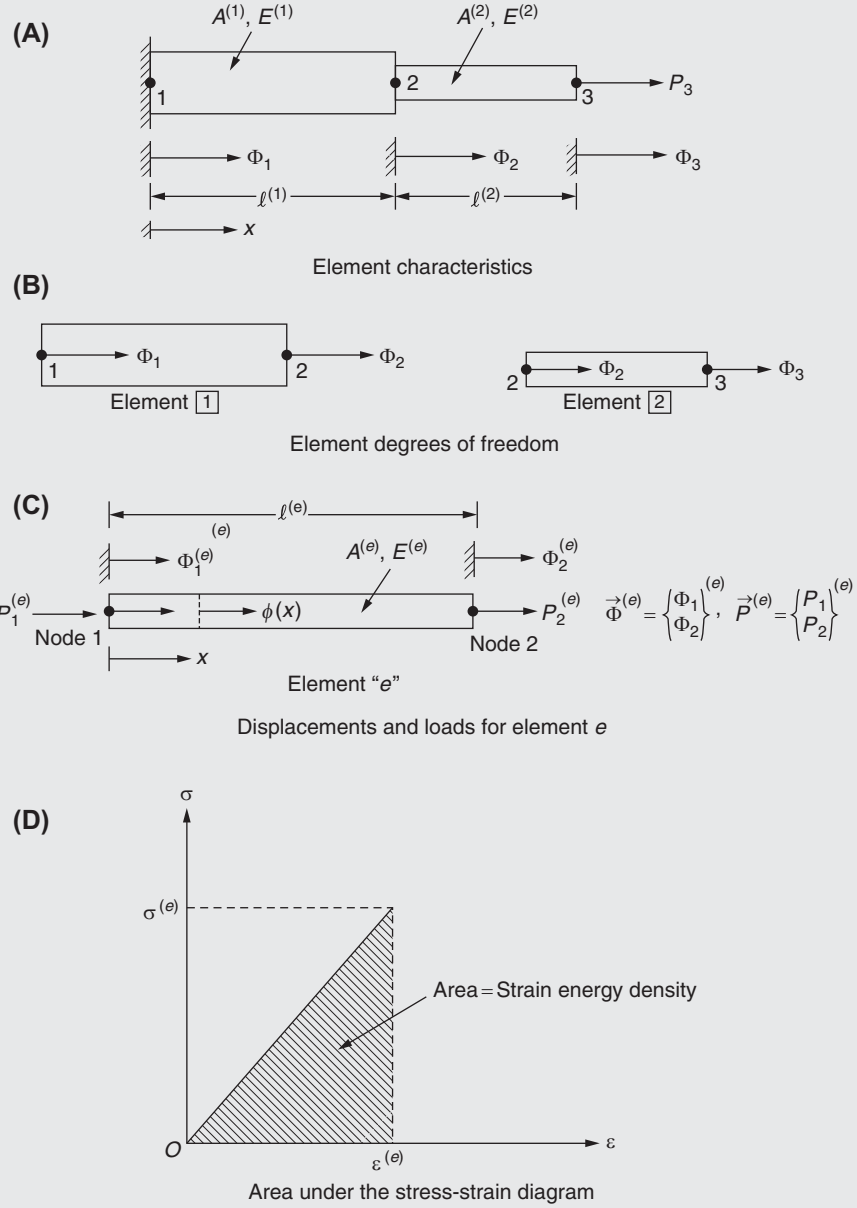 (A)
A^(1), E^(1)
A^(2), E^(2)
1
2
3
P_3
Φ_1
Φ_2
Φ_3
ℓ^(1)
ℓ^(2)
x
Element characteristics
(B)
1
Φ_1
2
Φ_2
2
Φ_2
3
Φ_3
Element 1
Element 2
Element degrees of freedom
(C)
ℓ^(e)
(e)
Φ_1^(e)
A^(e), E^(e)
Φ_2^(e)
P_1^(e)
Node 1
ϕ(x)
P_2^(e)
Node 2
Φ^(e) = {Φ_1 Φ_2}^(e), P^(e) = {P_1 P_2}^(e)
x
Element “e”
Displacements and loads for element e
(D)
σ
σ^(e)
Area = Strain energy density
O
ε^(e)
ε
Area under the stress-strain diagram